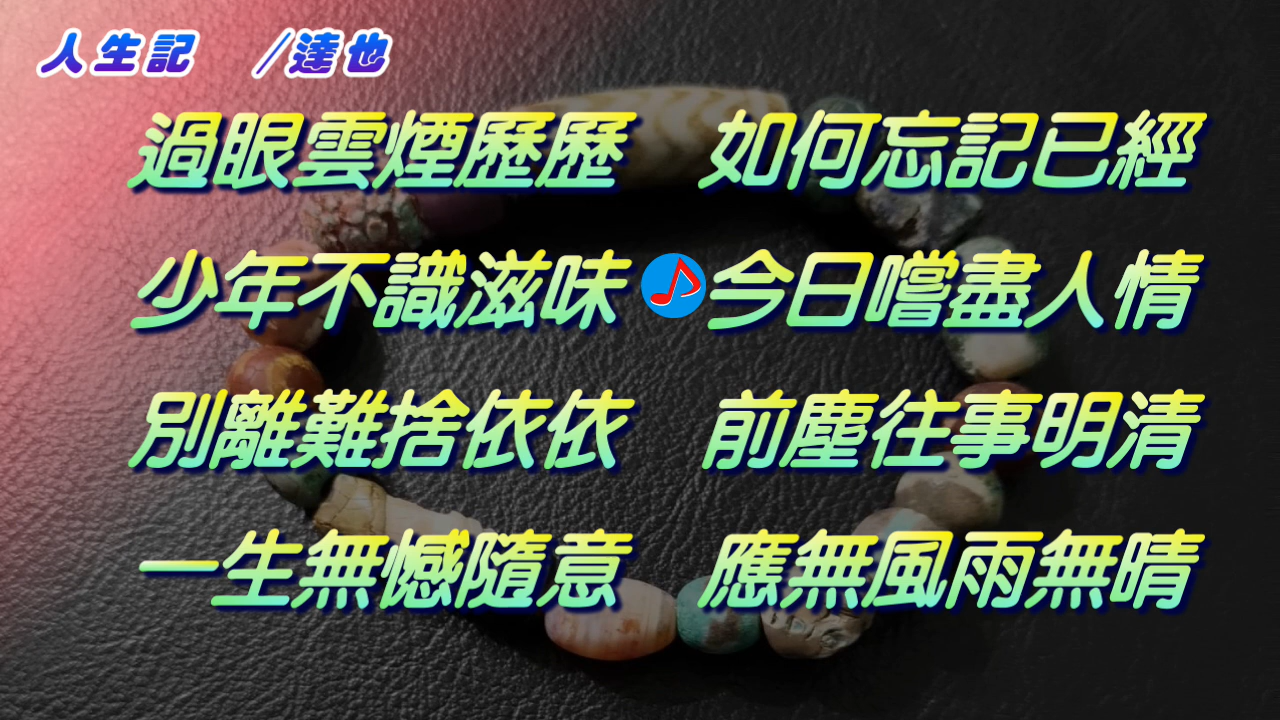 人生記 /達也
過眼雲煙歷歷 如何忘記已經
少年不識滋味 今日嚐盡人情
別離難捨依依 前塵往事明清
一生無憾隨意 應無風雨無晴